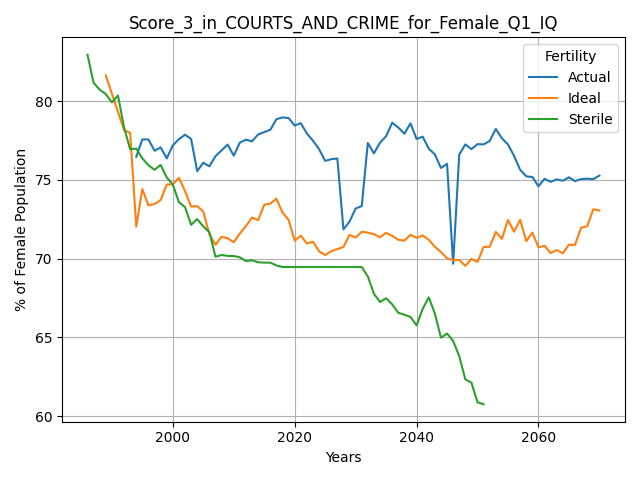 Score_3_in_COURTS_AND_CRIME_for_Female_Q1_IQ
Fertility
Actual
Ideal
Sterile
% of Female Population
80
75
70
65
60
2000
2020
2040
2060
Years